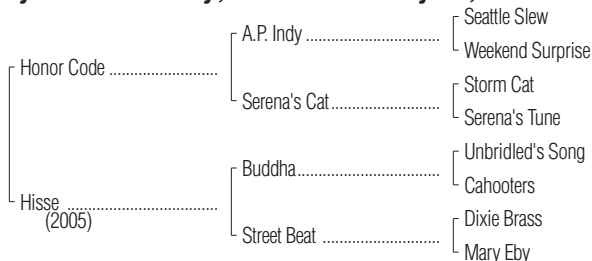 Seattle Slew
A.P. Indy ..............................
Weekend Surprise
Honor Code ........................
Storm Cat
Serena's Cat........................
Serena's Tune
Unbridled's Song
Buddha................................
Cahooters
Hisse ..................................
(2005)
Dixie Brass
Street Beat ..........................
Mary Eby